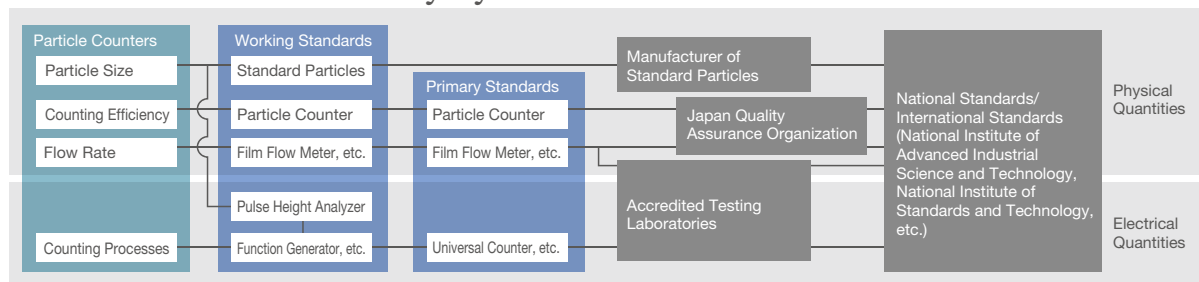 Particle Counters
Particle Size
Counting Efficiency
Flow Rate
Counting Processes
Working Standards
Standard Particles
Particle Counter
Film Flow Meter, etc.
Pulse Height Analyzer
Function Generator, etc.
Primary Standards
Particle Counter
Film Flow Meter, etc.
Universal Counter, etc.
Manufacturer of
Standard Particles
Japan Quality
Assurance Organization
Accredited Testing
Laboratories
National Standards/
International Standards
(National Institute of
Advanced Industrial
Science and Technology,
National Institute of
Standards and Technology,
etc.)
Physical
Quantities
Electrical
Quantities